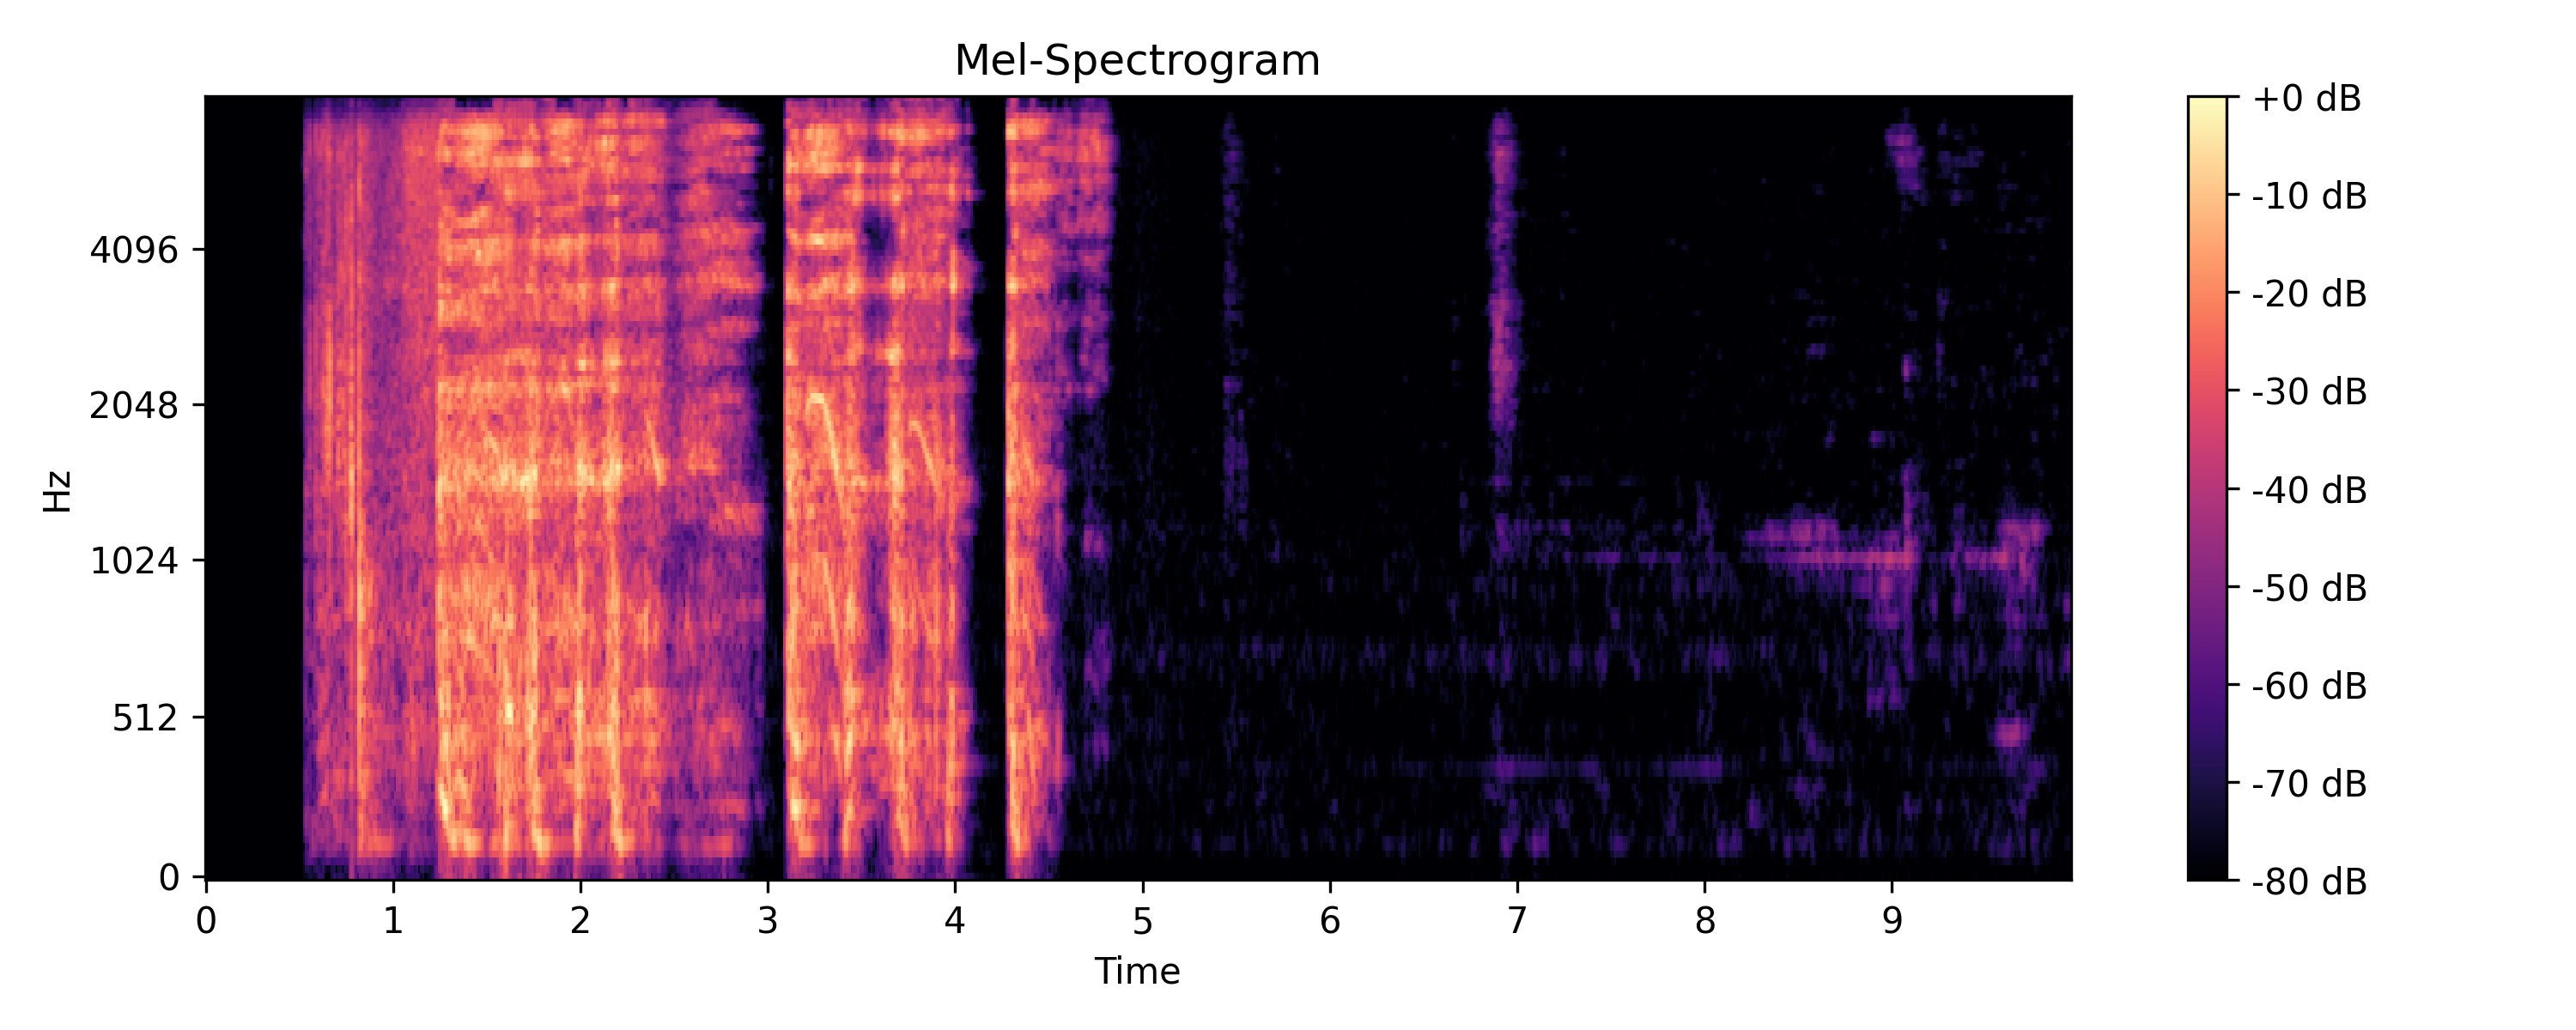 Mel-Spectrogram
+0 dB
-10 dB
4096
-20 dB
2048
-30 dB
Hz
-40 dB
1024
-50 dB
512
-60 dB
-70 dB
0
-80 dB
0 1 2 3 4 5 6 7 8 9
Time